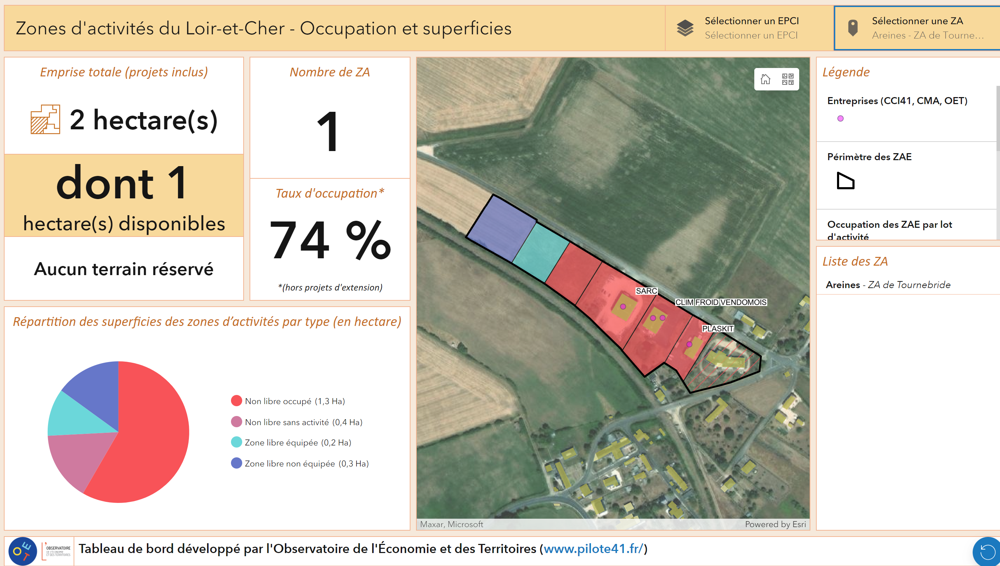 Zones d'activités du Loir-et-Cher - Occupation et superficies
Sélectionner un EPCI
Sélectionner un EPCI
Sélectionner une ZA
Areines - ZA de Tourne...
Emprise totale (projets inclus)
2 hectare(s)
dont 1
hectare(s) disponibles
Aucun terrain réservé
Nombre de ZA
1
Taux d'occupation*
74 %
*(hors projets d'extension)
Répartition des superficies des zones d’activités par type (en hectare)
Non libre occupé (1,3 Ha)
Non libre sans activité (0,4 Ha)
Zone libre équipée (0,2 Ha)
Zone libre non équipée (0,3 Ha)
SARC
CLIM FROID VENDOMOIS
PLASKIT
Maxar, Microsoft
Powered by Esri
Légende
Entreprises (CCI41, CMA, OET)
Périmètre des ZAE
Occupation des ZAE par lot
d'activité
Liste des ZA
Areines - ZA de Tournebride
OET
L'OBSERVATOIRE
DE l'ÉCONOMIE
ET DES TERRITOIRES
Tableau de bord développé par l'Observatoire de l'Économie et des Territoires (www.pilote41.fr/)